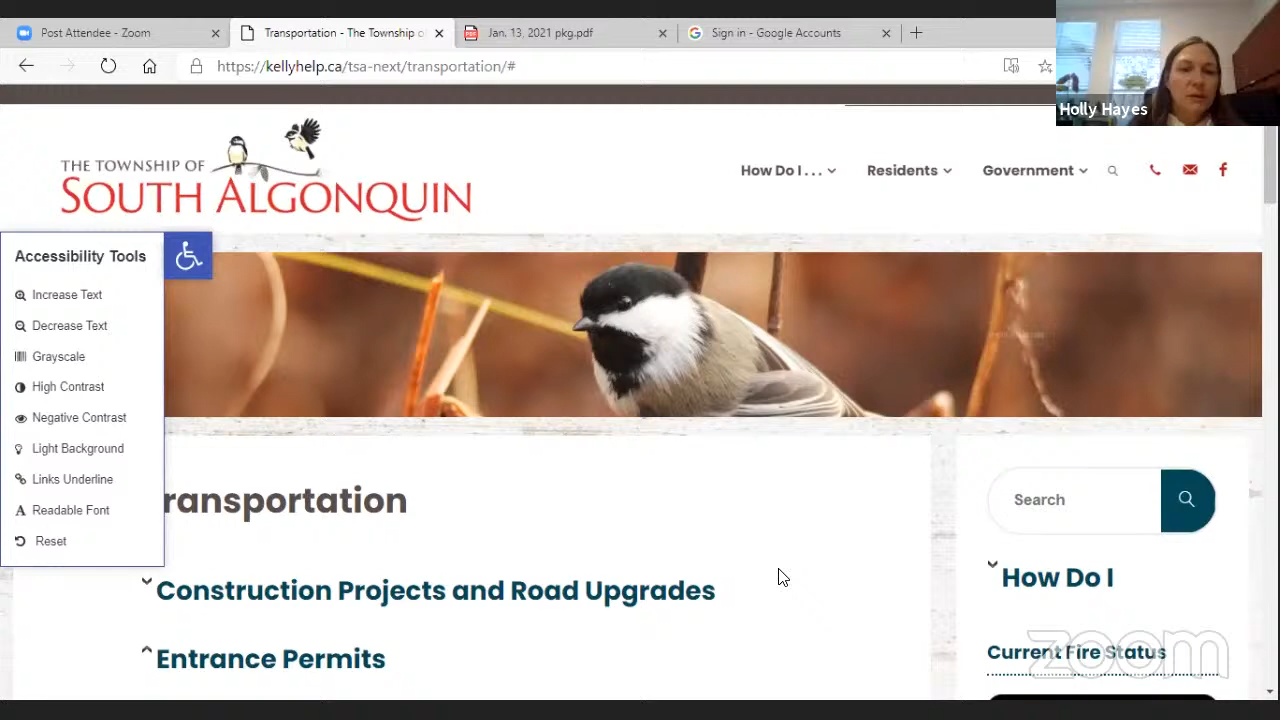 Post Attendee - Zoom
Transportation - The Township o
Jan. 13, 2021 pkg.pdf
Sign in - Google Accounts
https://kellyhelp.ca/tsa-next/transportation/#
Holly Hayes
THE TOWNSHIP OF
SOUTH ALGONQUIN
How Do I . . .
Residents
Government
Accessibility Tools
Increase Text
Decrease Text
Grayscale
High Contrast
Negative Contrast
Light Background
Links Underline
Readable Font
Reset
ransportation
Construction Projects and Road Upgrades
Entrance Permits
Search
How Do I
Current Fire Status
zoom